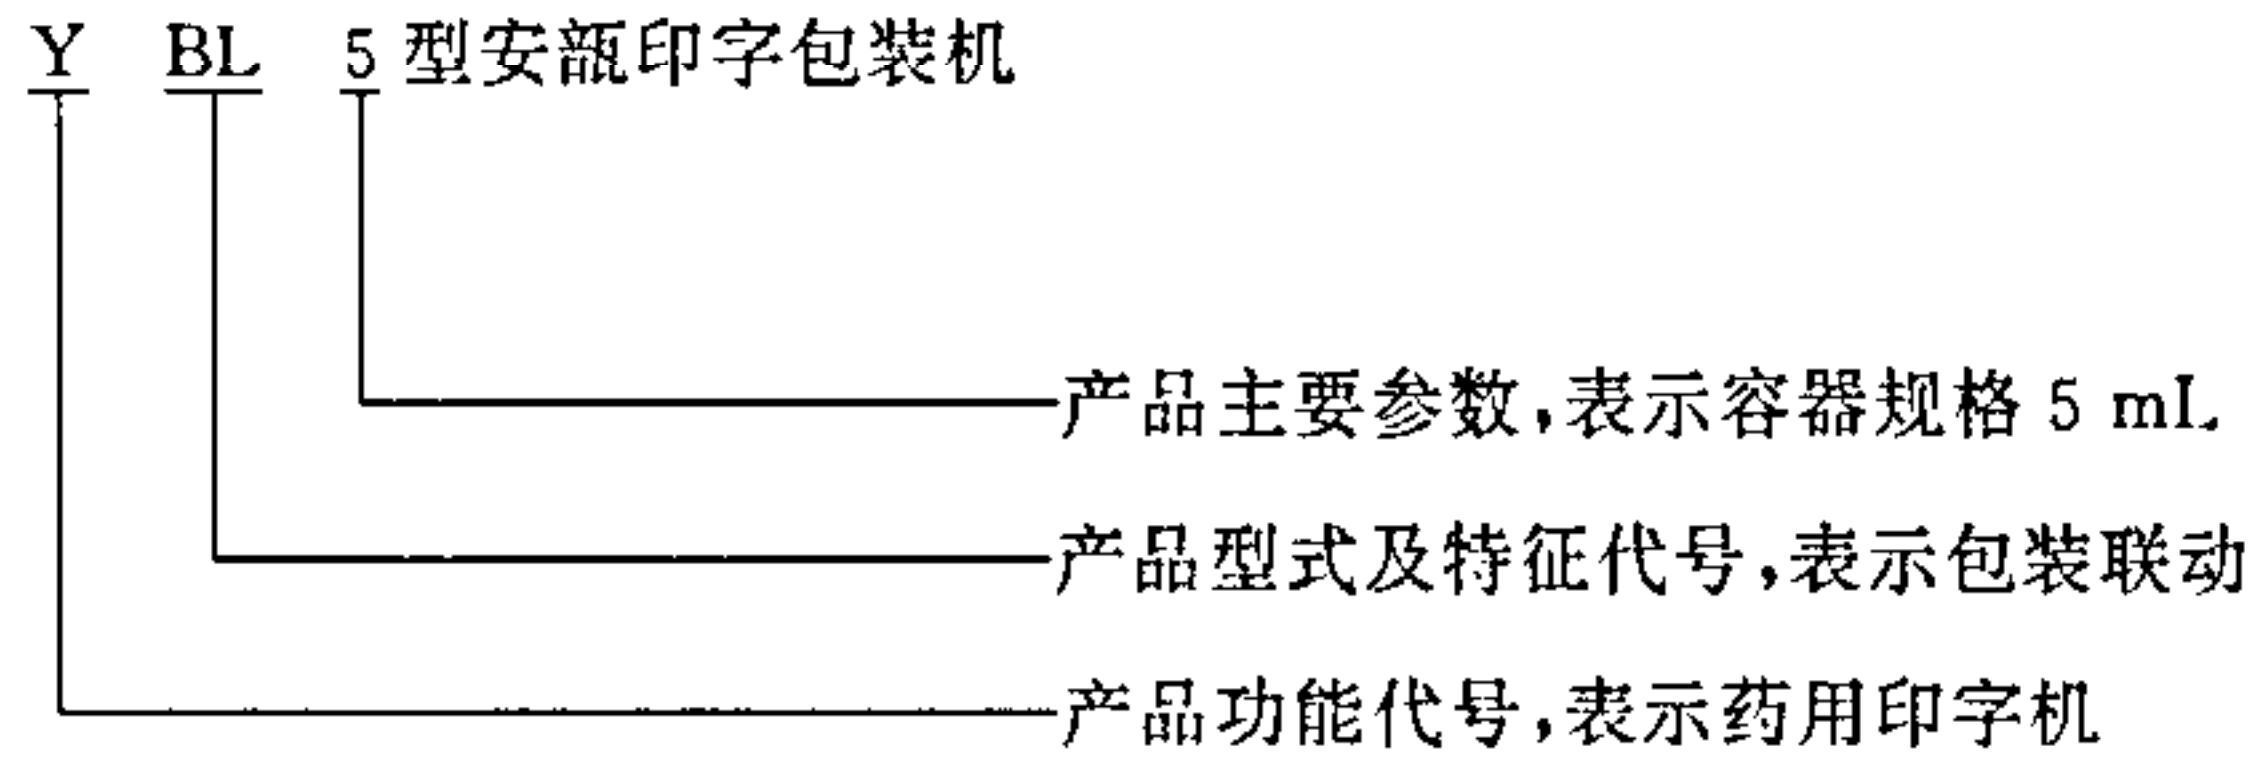 Y BL 5 型安瓿印字包装机
产品主要参数,表示容器规格 5 mL
产品型式及特征代号,表示包装联动
产品功能代号,表示药用印字机